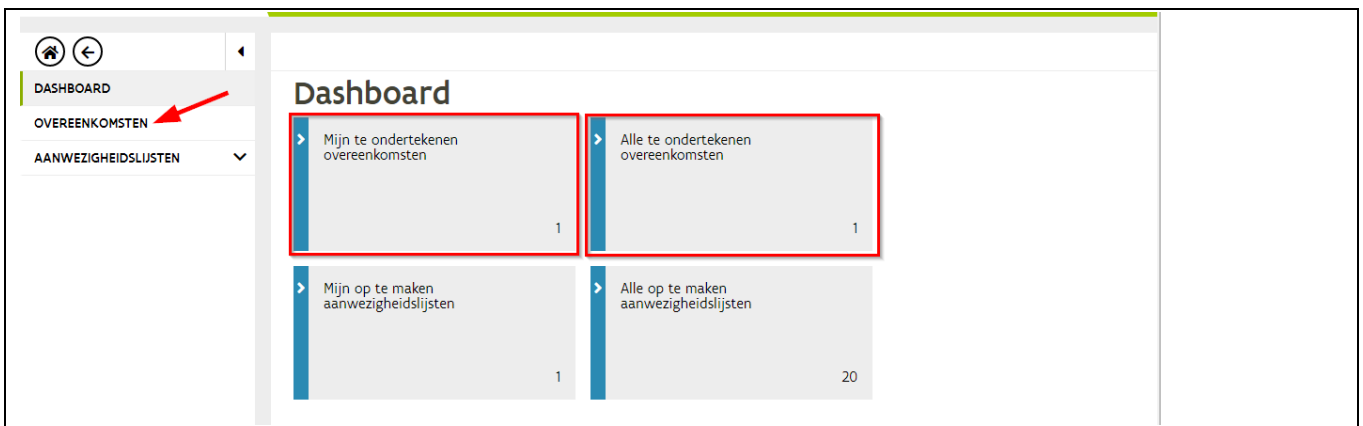 DASHBOARD
OVEREENKOMSTEN
AANWEZIGHEIDSLIJSTEN
Dashboard
Mijn te ondertekenen
overeenkomsten
1
Alle te ondertekenen
overeenkomsten
1
Mijn op te maken
aanwezigheidslijsten
1
Alle op te maken
aanwezigheidslijsten
20